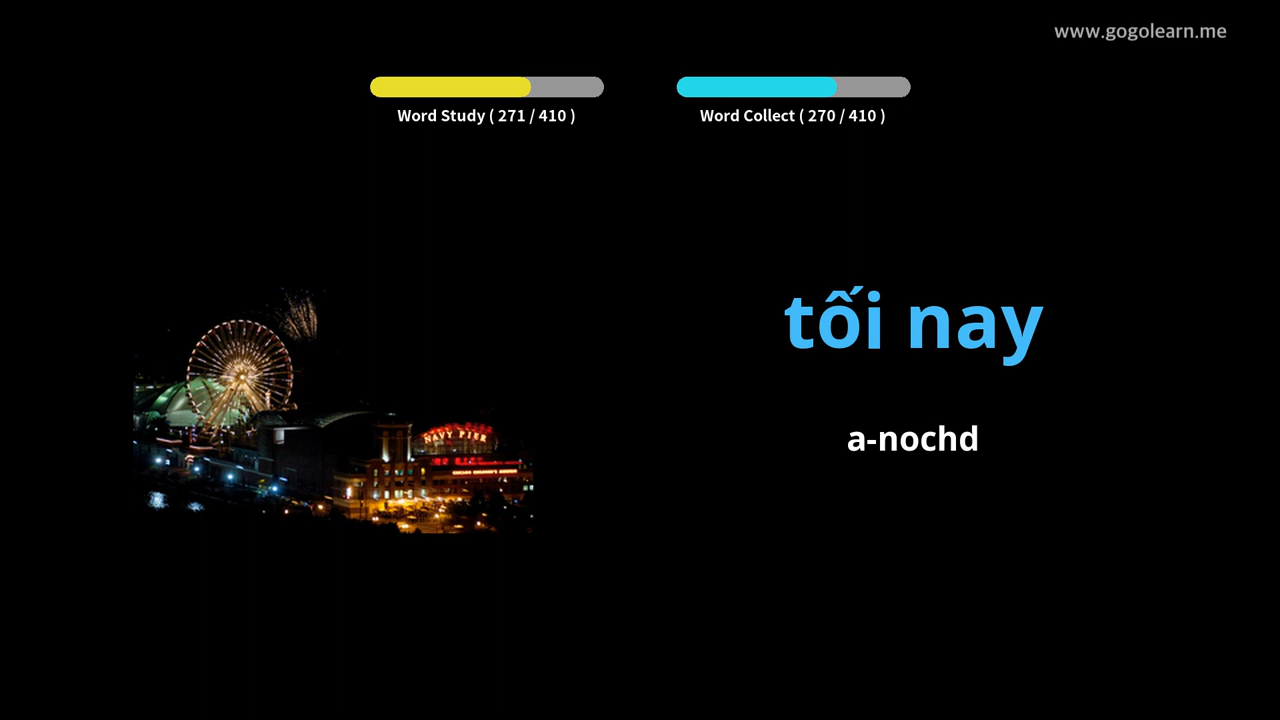 www.gogolearn.me
Word Study ( 271 / 410 )
Word Collect ( 270 / 410 )
tối nay
a-nochd
NAVY PIER